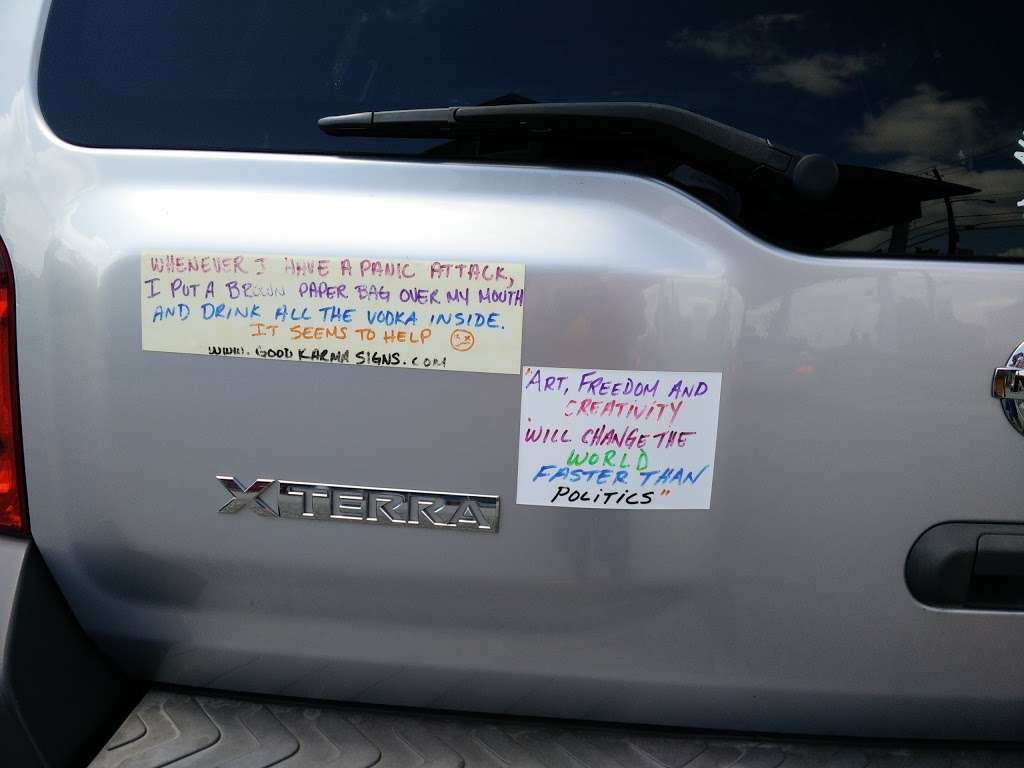 WHENEVER I HAVE A PANIC ATTACK,
I PUT A BROWN PAPER BAG OVER MY MOUTH
AND DRINK ALL THE VODKA INSIDE.
IT SEEMS TO HELP
WWW.GOODKARMASIGNS.COM
"ART, FREEDOM AND
CREATIVITY
WILL CHANGE THE
WORLD
FASTER THAN
POLITICS"
XTERRA